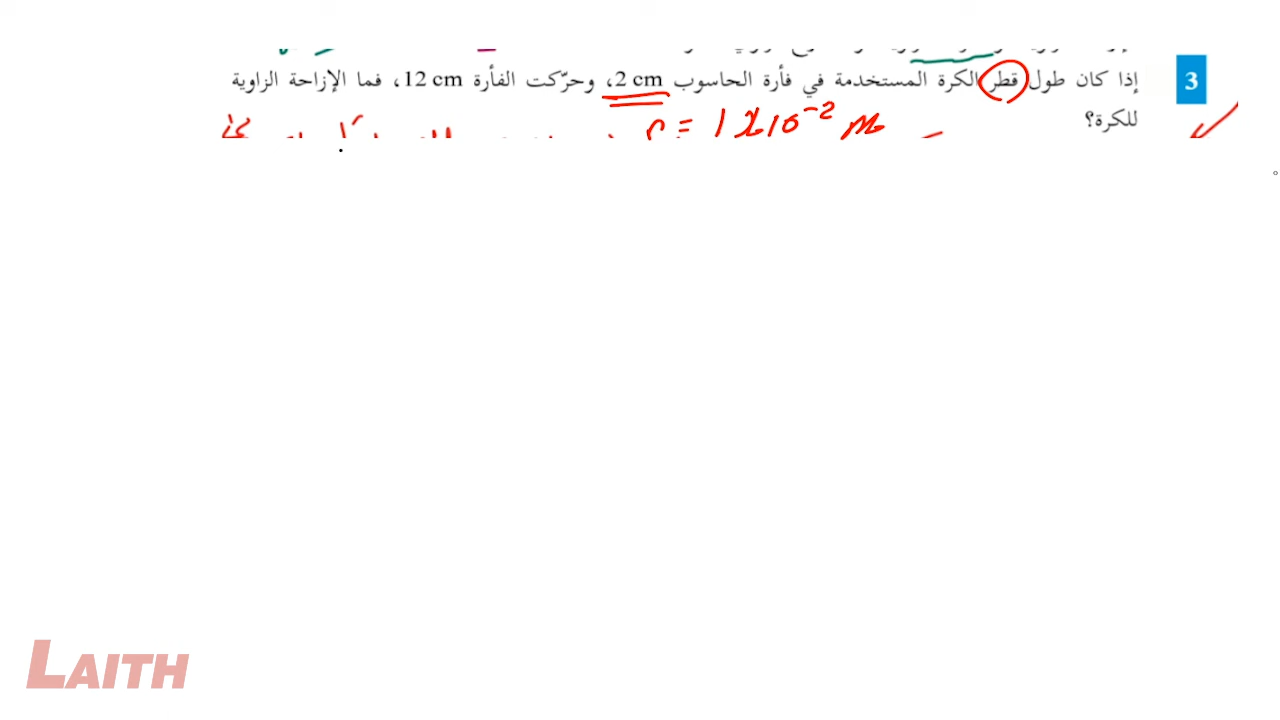 3 إذا كان طول قطر الكرة المستخدمة في فأرة الحاسوب 2 cm، وحرّكت الفأرة 12 cm، فما الإزاحة الزاوية
للكرة؟
r = 1 x 10⁻² m
LAITH